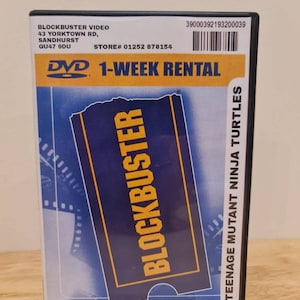 BLOCKBUSTER VIDEO
43 YORKTOWN RD,
SANDHURST
GU47 9DU
STORE# 01252 878154
39000392193200039
DVD
1-WEEK RENTAL
BLOCKBUSTER
TEENAGE MUTANT NINJA TURTLES